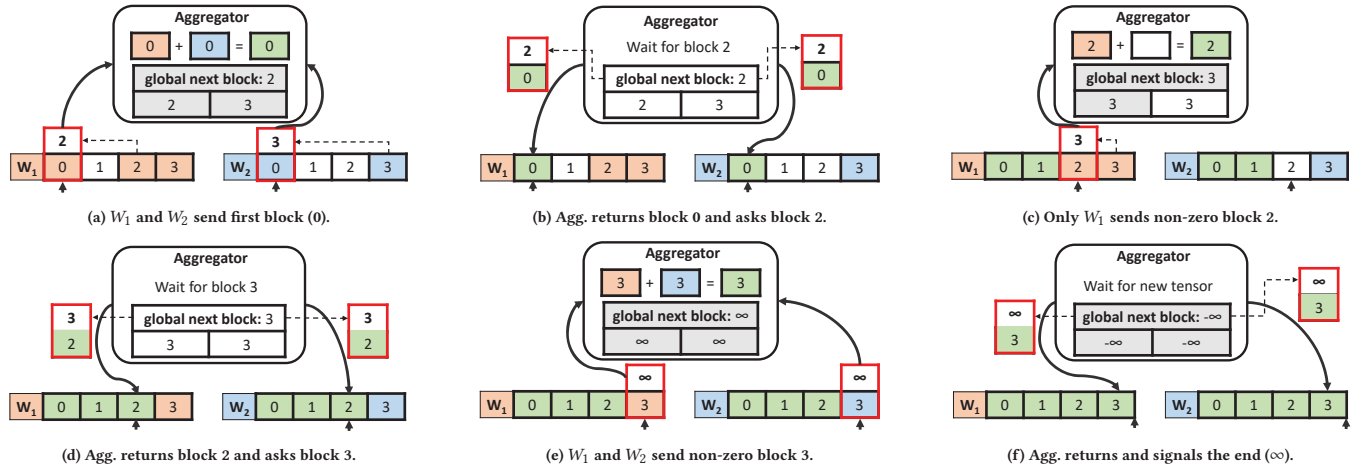 Aggregator
0 + 0 = 0
global next block: 2
2 3
2
3
W1 0 1 2 3
W2 0 1 2 3
(a) W1 and W2 send first block (0).
Aggregator
Wait for block 2
2
0
2
0
global next block: 2
2 3
W1 0 1 2 3
W2 0 1 2 3
(b) Agg. returns block 0 and asks block 2.
Aggregator
2 + = 2
global next block: 3
3 3
3
W1 0 1 2 3
W2 0 1 2 3
(c) Only W1 sends non-zero block 2.
Aggregator
Wait for block 3
3
2
3
2
global next block: 3
3 3
W1 0 1 2 3
W2 0 1 2 3
(d) Agg. returns block 2 and asks block 3.
Aggregator
3 + 3 = 3
global next block: ∞
∞ ∞
∞
∞
W1 0 1 2 3
W2 0 1 2 3
(e) W1 and W2 send non-zero block 3.
Aggregator
Wait for new tensor
∞
3
∞
3
global next block: -∞
-∞ -∞
W1 0 1 2 3
W2 0 1 2 3
(f) Agg. returns and signals the end (∞).